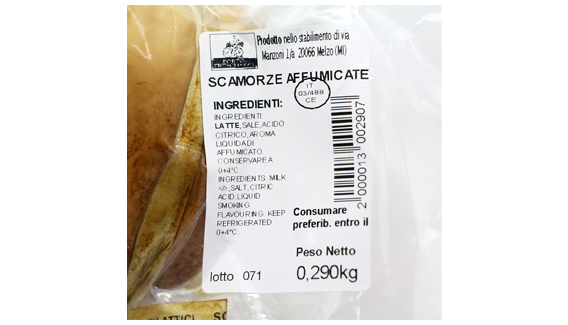 Prodotto nello stabilimento di via
Manzoni 1/a 20066 Melzo (MI)
SCAMORZE AFFUMICATE
IT
03/488
CE
INGREDIENTI:
INGREDIENTI:
LATTE, SALE, ACIDO
CITRICO, AROMA
LIQUIDA DI
AFFUMICATO
CONSERVARE A
0+4°C
INGREDIENTS: MILK
</>, SALT, CITRIC
ACID, LIQUID
SMOKING
FLAVOURING. KEEP
REFRIGERATED
0+4°C
2 000013 002907
Consumare
preferib. entro il
Peso Netto
0,290kg
lotto 071
LATTICI SC